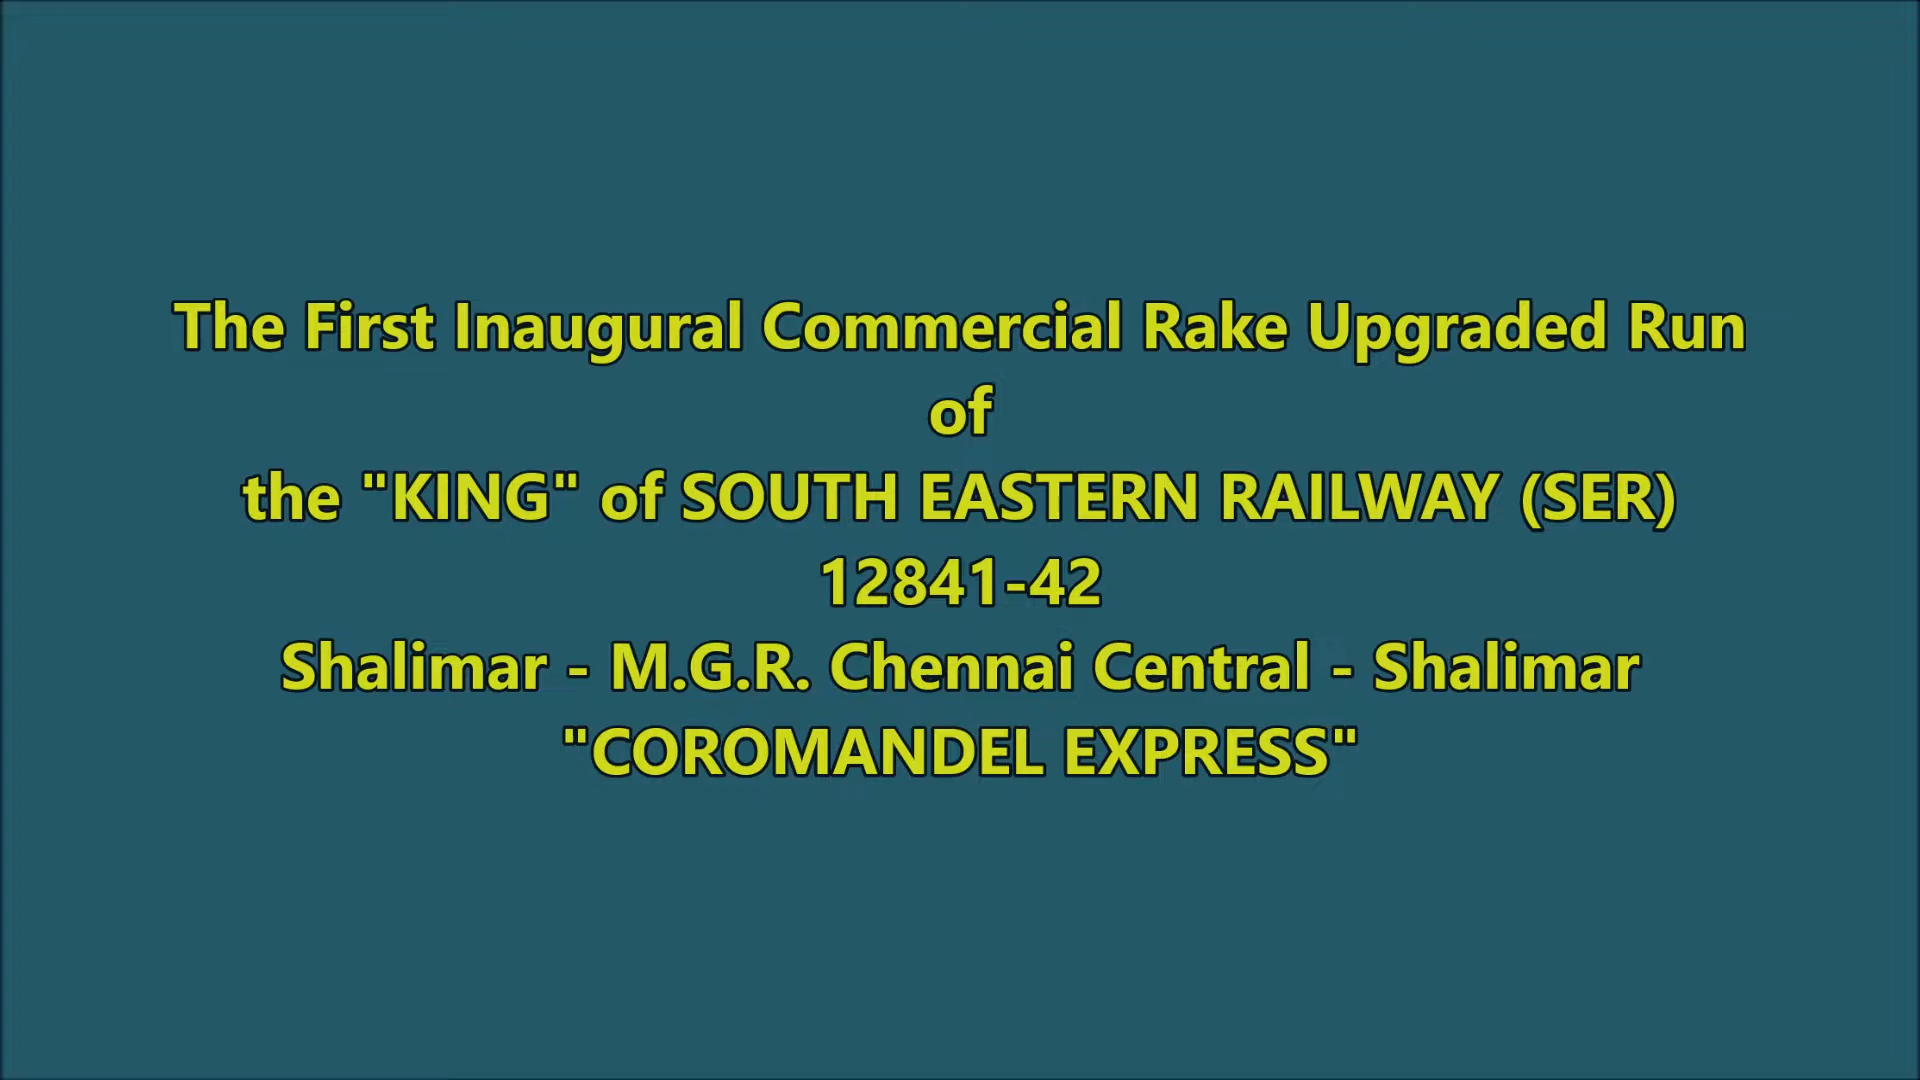 The First Inaugural Commercial Rake Upgraded Run
of
the "KING" of SOUTH EASTERN RAILWAY (SER)
12841-42
Shalimar - M.G.R. Chennai Central - Shalimar
"COROMANDEL EXPRESS"